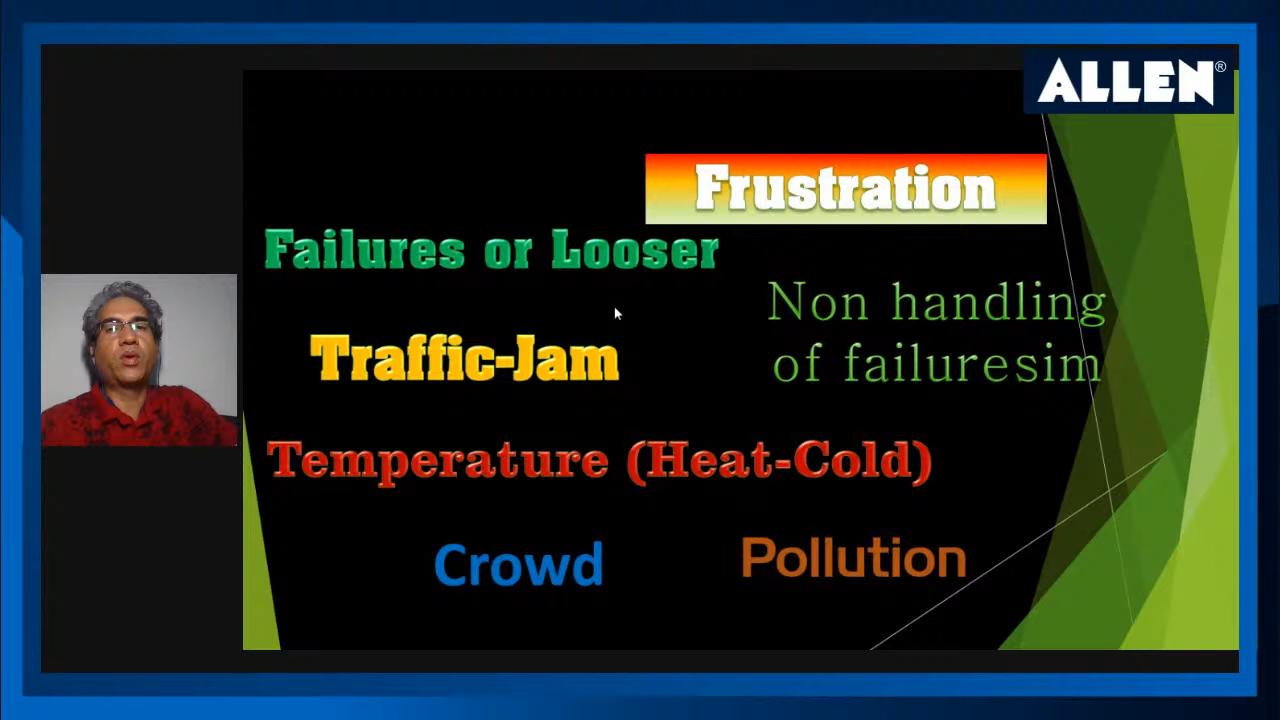 ALLEN®
Frustration
Failures or Looser
Non handling
of failuresim
Traffic-Jam
Temperature (Heat-Cold)
Crowd
Pollution